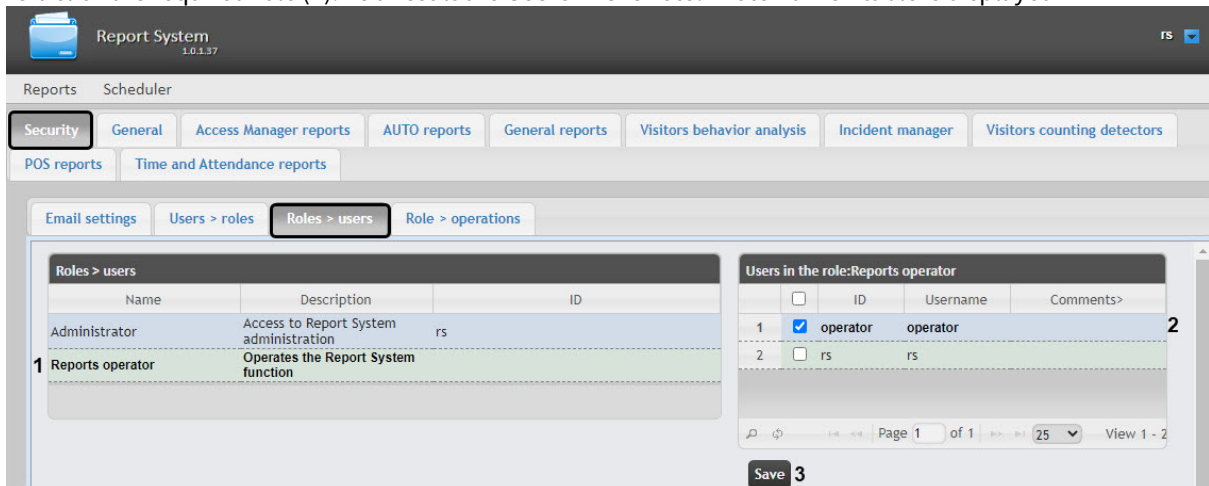 Report System
1.0.1.37
rs
Reports Scheduler
Security General Access Manager reports AUTO reports General reports Visitors behavior analysis Incident manager Visitors counting detectors
POS reports Time and Attendance reports
Email settings Users > roles Roles > users Role > operations
Roles > users
Name Description ID
Administrator Access to Report System administration rs
1 Reports operator Operates the Report System function
Users in the role:Reports operator
ID Username Comments>
1 operator operator 2
2 rs rs
Page 1 of 1 25 View 1 - 2
Save 3